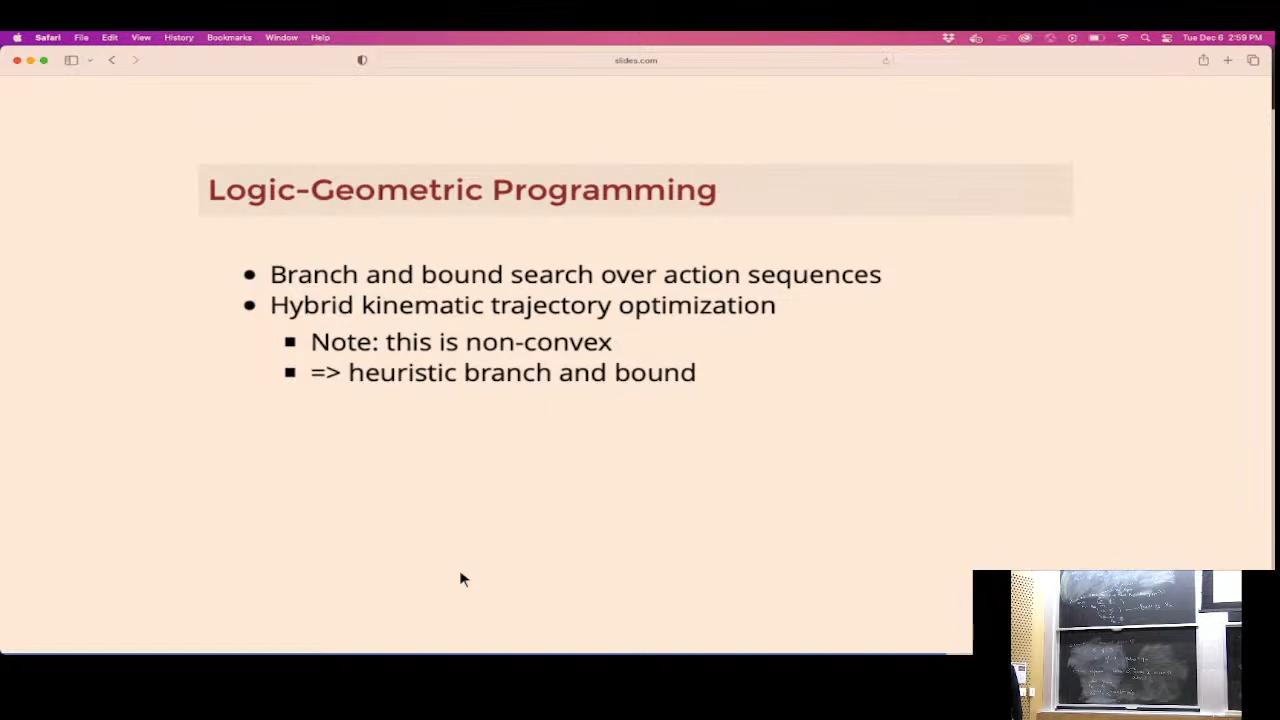 Safari File Edit View History Bookmarks Window Help Tue Dec 6 2:59 PM
slides.com
Logic-Geometric Programming
• Branch and bound search over action sequences
• Hybrid kinematic trajectory optimization
▪ Note: this is non-convex
▪ => heuristic branch and bound